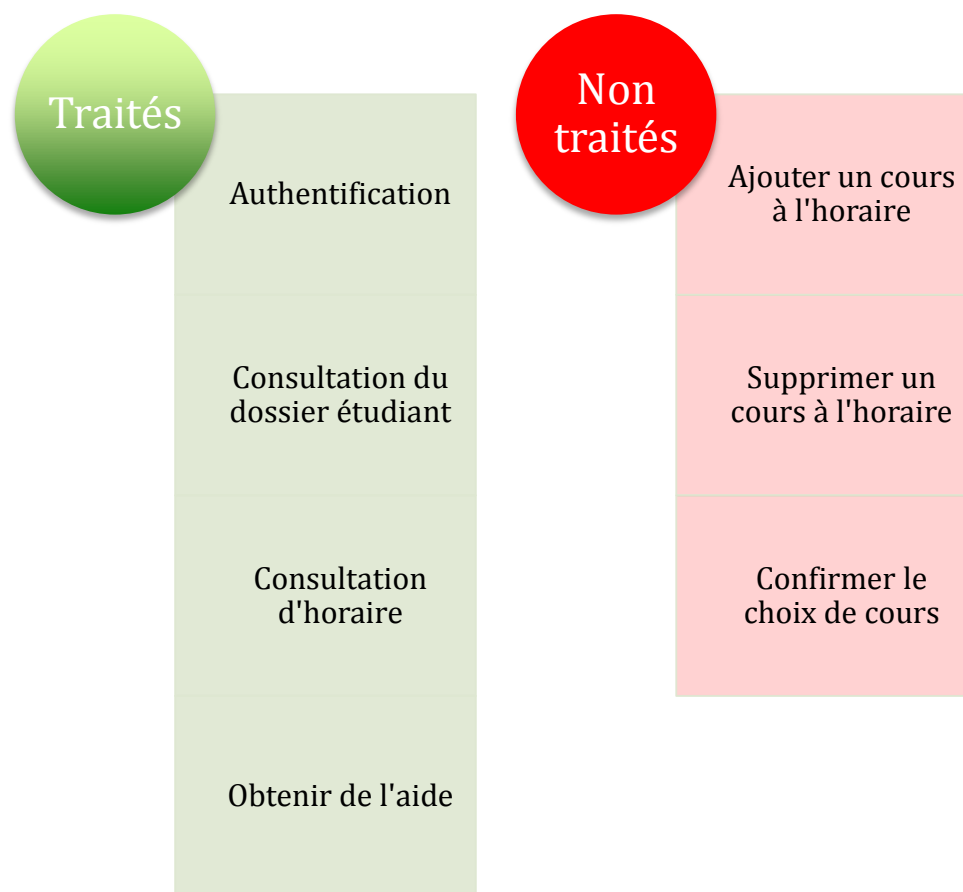 Traités
Authentification
Consultation du
dossier étudiant
Consultation
d'horaire
Obtenir de l'aide
Non
traités
Ajouter un cours
à l'horaire
Supprimer un
cours à l'horaire
Confirmer le
choix de cours